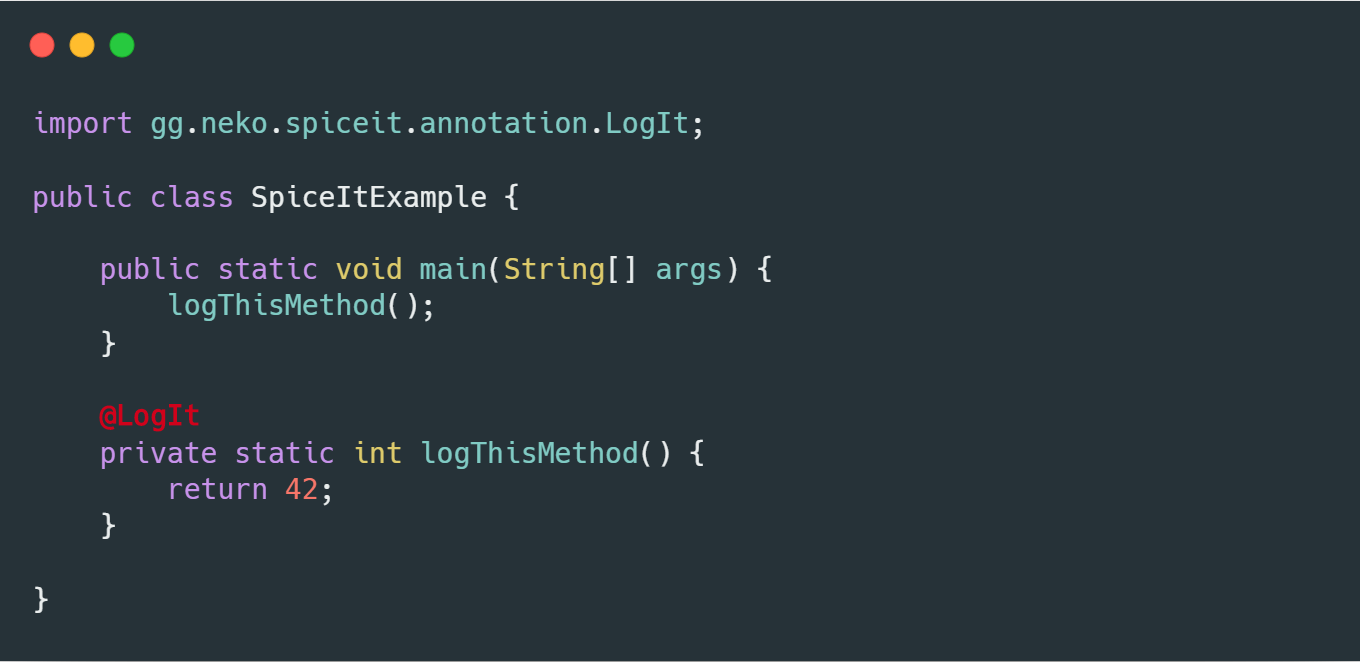 import gg.neko.spiceit.annotation.LogIt;
public class SpiceItExample {
    public static void main(String[] args) {
        logThisMethod();
    }
    @LogIt
    private static int logThisMethod() {
        return 42;
    }
}